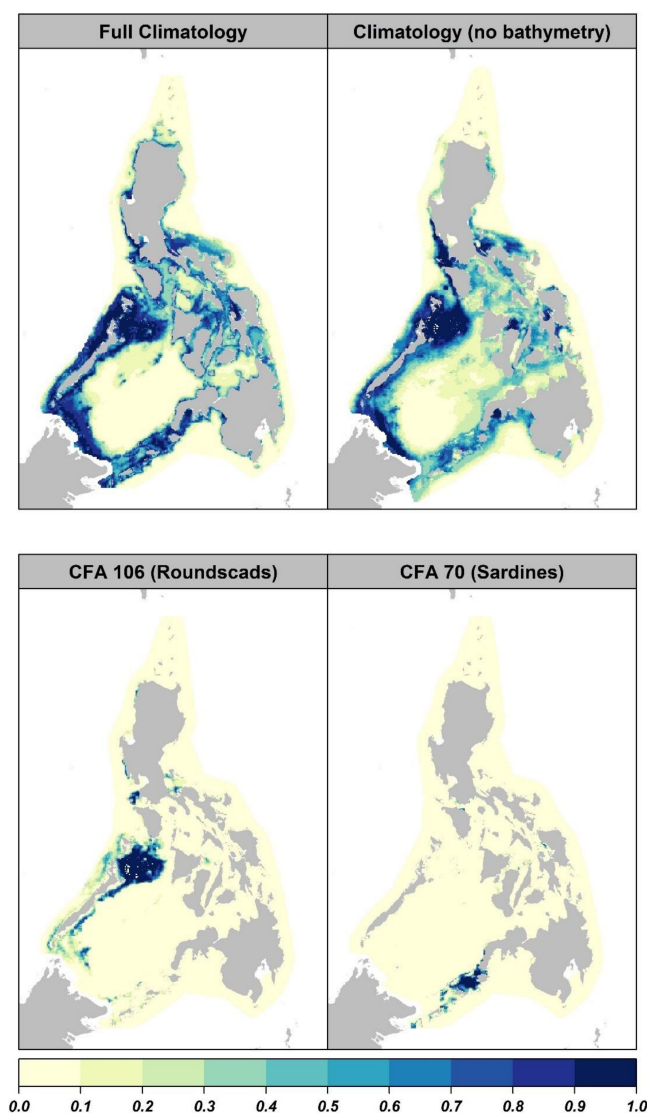 Full Climatology
Climatology (no bathymetry)
CFA 106 (Roundscads)
CFA 70 (Sardines)
0.0 0.1 0.2 0.3 0.4 0.5 0.6 0.7 0.8 0.9 1.0